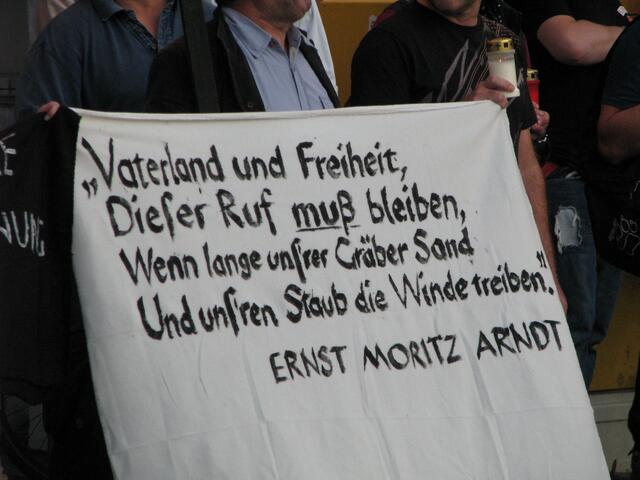 „Vaterland und Freiheit,
Dieſer Ruf muß bleiben,
Wenn lange unſrer Gräber Sand
Und unſren Staub die Winde treiben."
ERNST MORITZ ARNDT